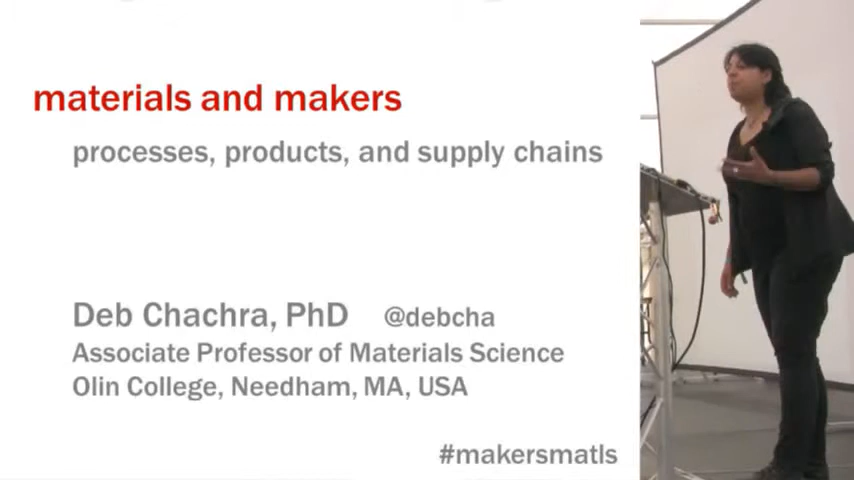 materials and makers
processes, products, and supply chains
Deb Chachra, PhD @debcha
Associate Professor of Materials Science
Olin College, Needham, MA, USA
#makersmatls